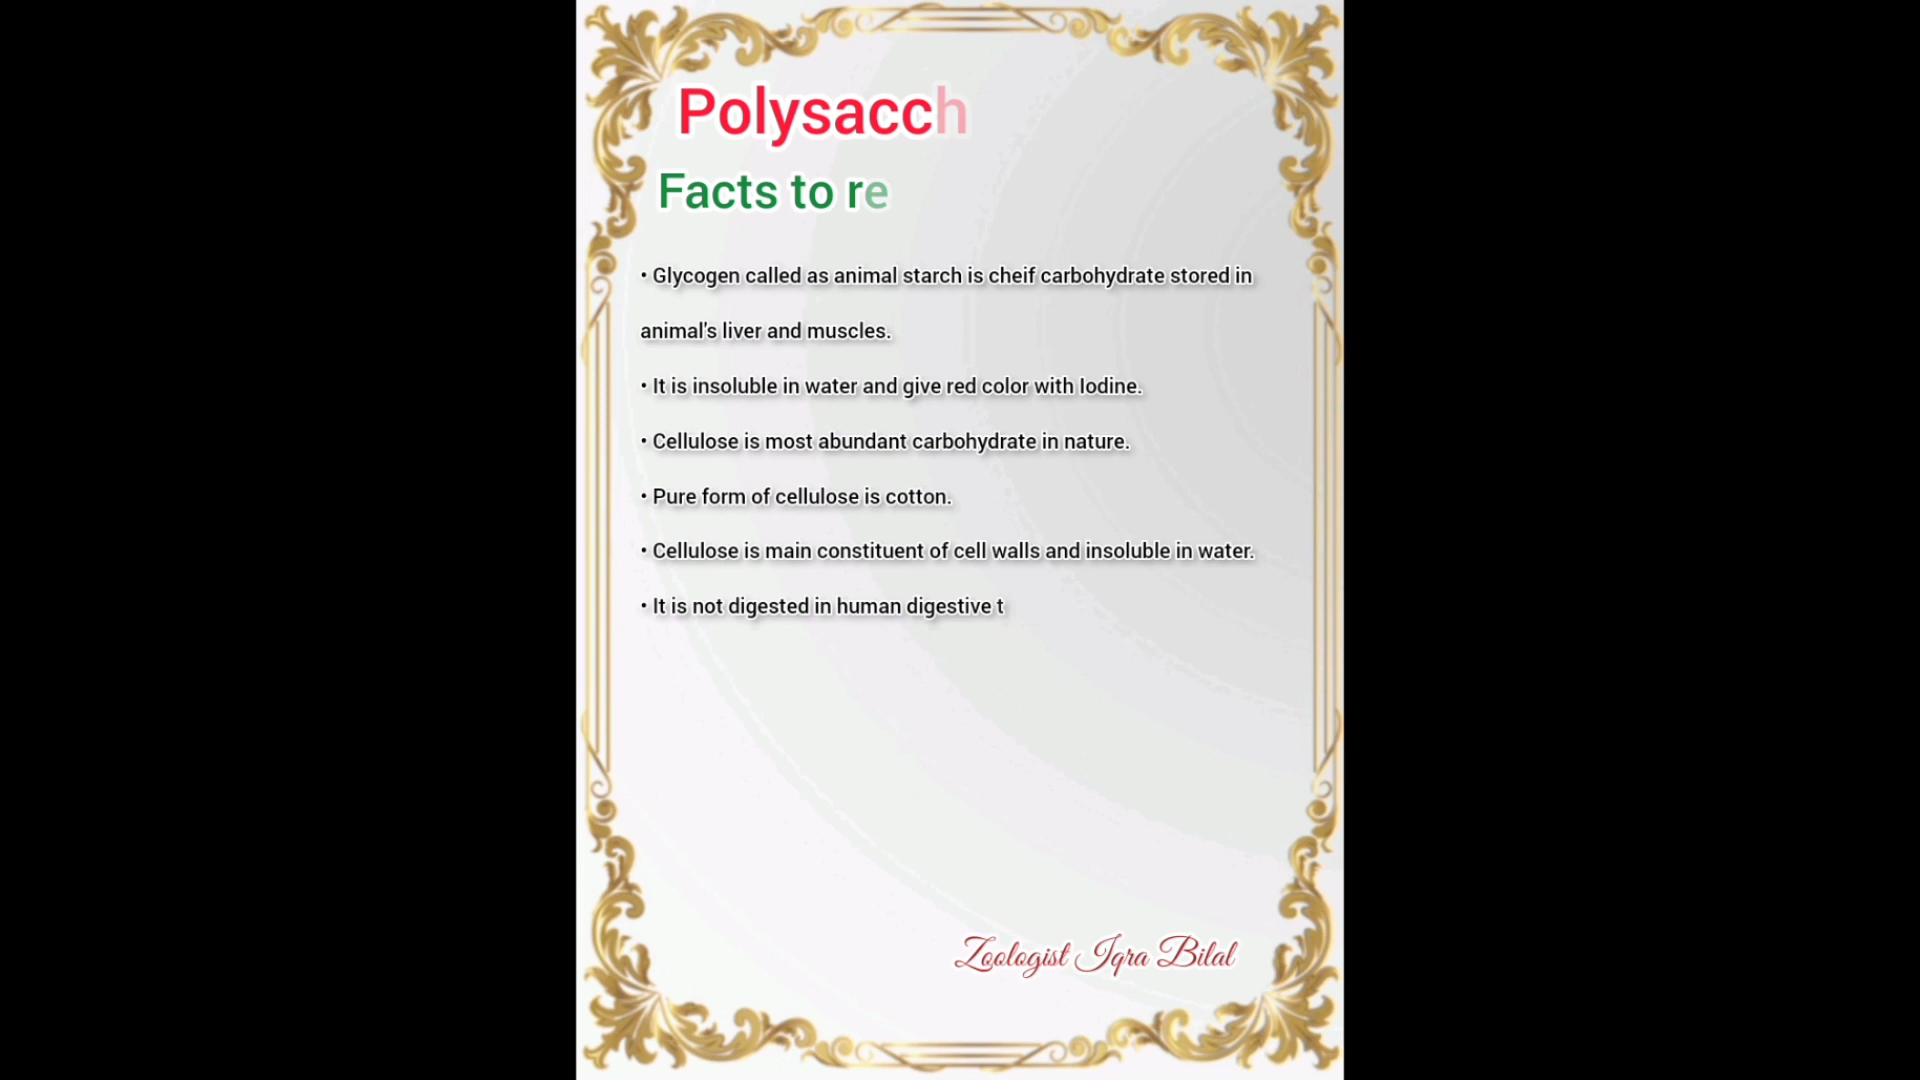 Polysacch
Facts to re
• Glycogen called as animal starch is cheif carbohydrate stored in
animal's liver and muscles.
• It is insoluble in water and give red color with Iodine.
• Cellulose is most abundant carbohydrate in nature.
• Pure form of cellulose is cotton.
• Cellulose is main constituent of cell walls and insoluble in water.
• It is not digested in human digestive t
Zoologist Iqra Bilal